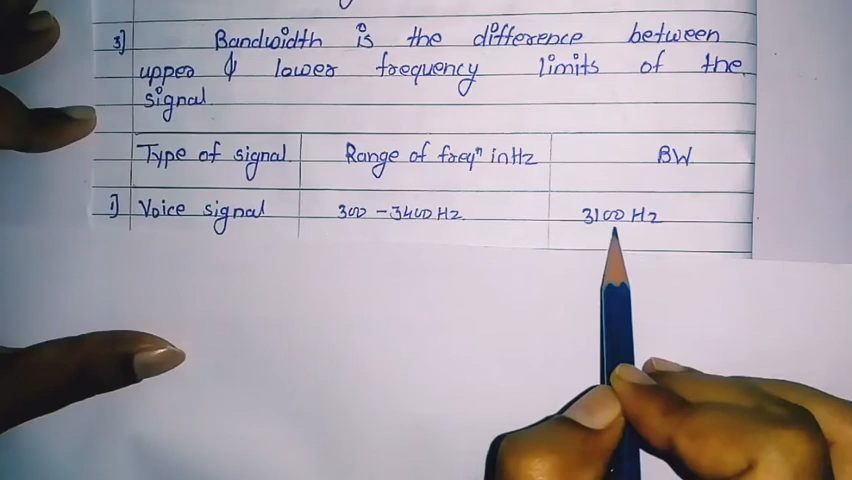 3] Bandwidth is the difference between
upper & lower frequency limits of the
signal
Type of signal Range of freqⁿ in Hz BW
i] Voice signal 300 - 3400 Hz 3100 Hz